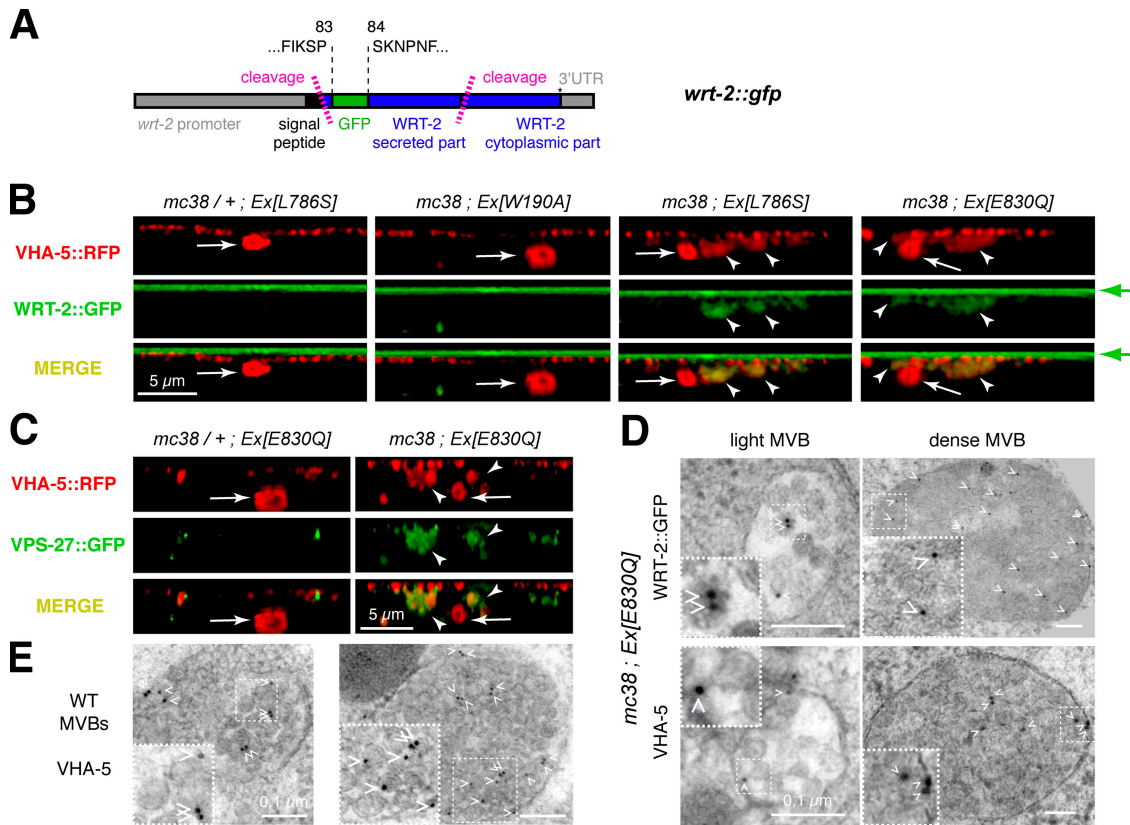 A
83 84
...FIKSP SKNPNF...
cleavage cleavage 3'UTR
*
wrt-2 promoter signal peptide GFP WRT-2 secreted part WRT-2 cytoplasmic part
wrt-2::gfp
B
mc38 / + ; Ex[L786S] mc38 ; Ex[W190A] mc38 ; Ex[L786S] mc38 ; Ex[E830Q]
VHA-5::RFP
WRT-2::GFP
MERGE
5 µm
C
mc38 / + ; Ex[E830Q] mc38 ; Ex[E830Q]
VHA-5::RFP
VPS-27::GFP
MERGE
5 µm
D
light MVB dense MVB
mc38 ; Ex[E830Q]
WRT-2::GFP
VHA-5
0,1 µm
E
WT
MVBs
VHA-5
0,1 µm